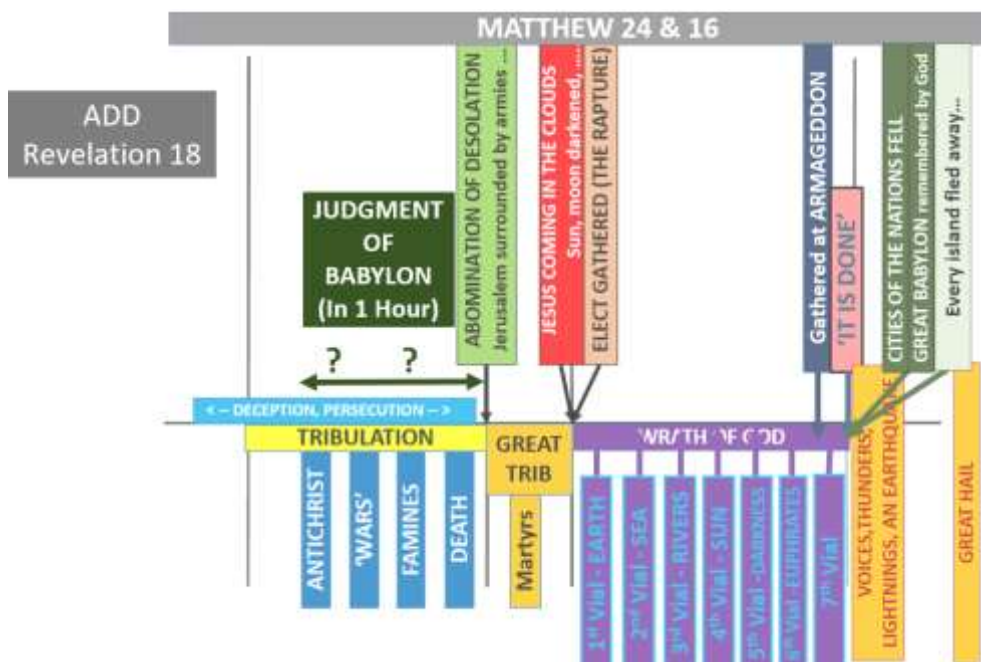 MATTHEW 24 & 16
ADD
Revelation 18
JUDGMENT
OF
BABYLON
(In 1 Hour)
? ?
ABOMINATION OF DESOLATION
Jerusalem surrounded by armies ...
JESUS COMING IN THE CLOUDS
Sun, moon darkened, .....
ELECT GATHERED (THE RAPTURE)
Gathered at ARMAGEDDON
'IT IS DONE'
CITIES OF THE NATIONS FELL
GREAT BABYLON remembered by God
Every island fled away...
< -- DECEPTION, PERSECUTION -- >
TRIBULATION
GREAT
TRIB
WRATH OF GOD
ANTICHRIST
'WARS'
FAMINES
DEATH
Martyrs
1st Vial - EARTH
2nd Vial - SEA
3rd Vial - RIVERS
4th Vial - SUN
5th Vial -DARKNESS
6th Vial -EUPHRATES
7th Vial
VOICES,THUNDERS,
LIGHTNINGS, AN EARTHQUAKE
GREAT HAIL